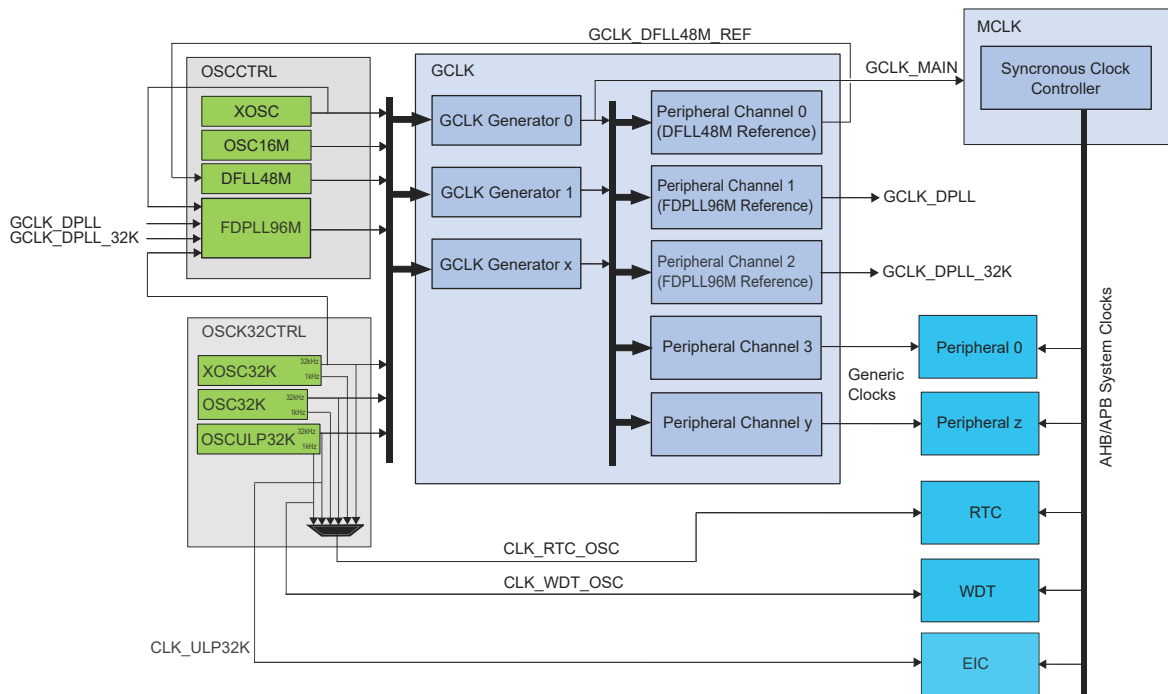 MCLK
Syncronous Clock
Controller
GCLK_DFLL48M_REF
GCLK_MAIN
OSCCTRL
XOSC
OSC16M
DFLL48M
FDPLL96M
GCLK_DPLL
GCLK_DPLL_32K
GCLK
GCLK Generator 0
GCLK Generator 1
GCLK Generator x
Peripheral Channel 0
(DFLL48M Reference)
Peripheral Channel 1
(FDPLL96M Reference)
Peripheral Channel 2
(FDPLL96M Reference)
Peripheral Channel 3
Peripheral Channel y
GCLK_DPLL
GCLK_DPLL_32K
Generic
Clocks
OSCK32CTRL
XOSC32K
32kHz
1kHz
OSC32K
32kHz
1kHz
OSCULP32K
32kHz
1kHz
Peripheral 0
Peripheral z
AHB/APB System Clocks
RTC
WDT
EIC
CLK_RTC_OSC
CLK_WDT_OSC
CLK_ULP32K